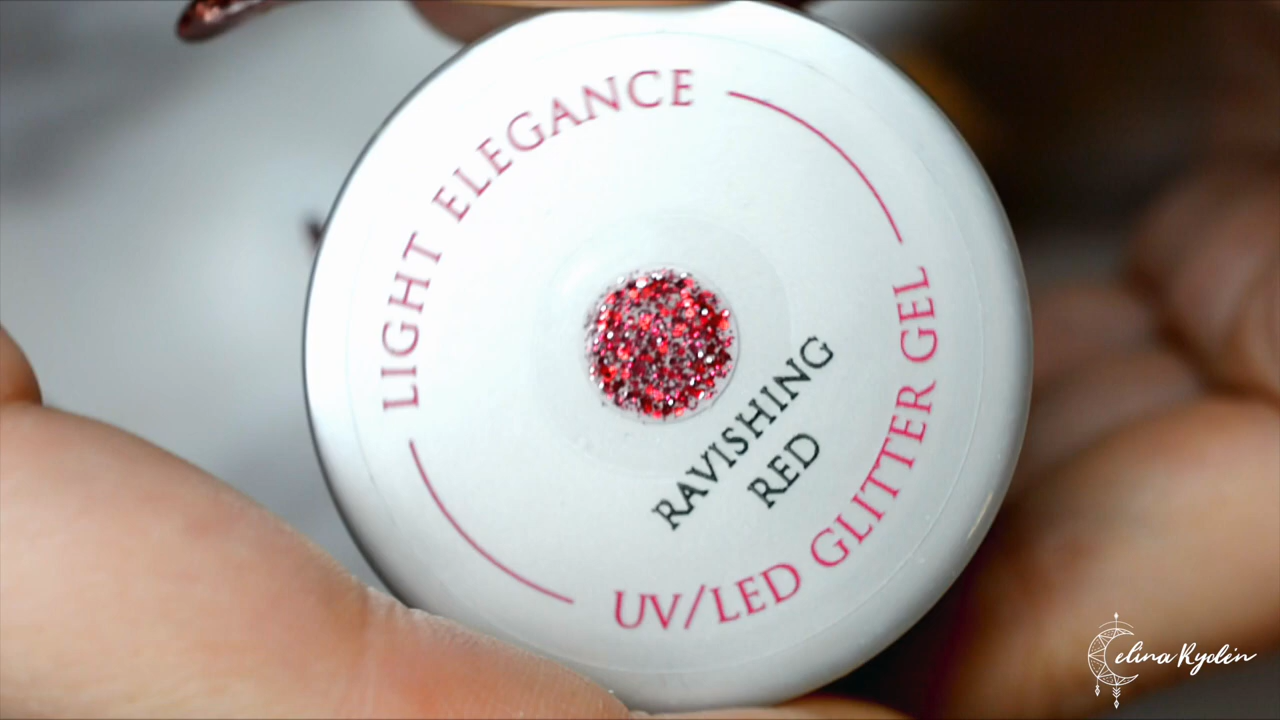 LIGHT ELEGANCE
RAVISHING
RED
UV/LED GLITTER GEL
Celina Rydén